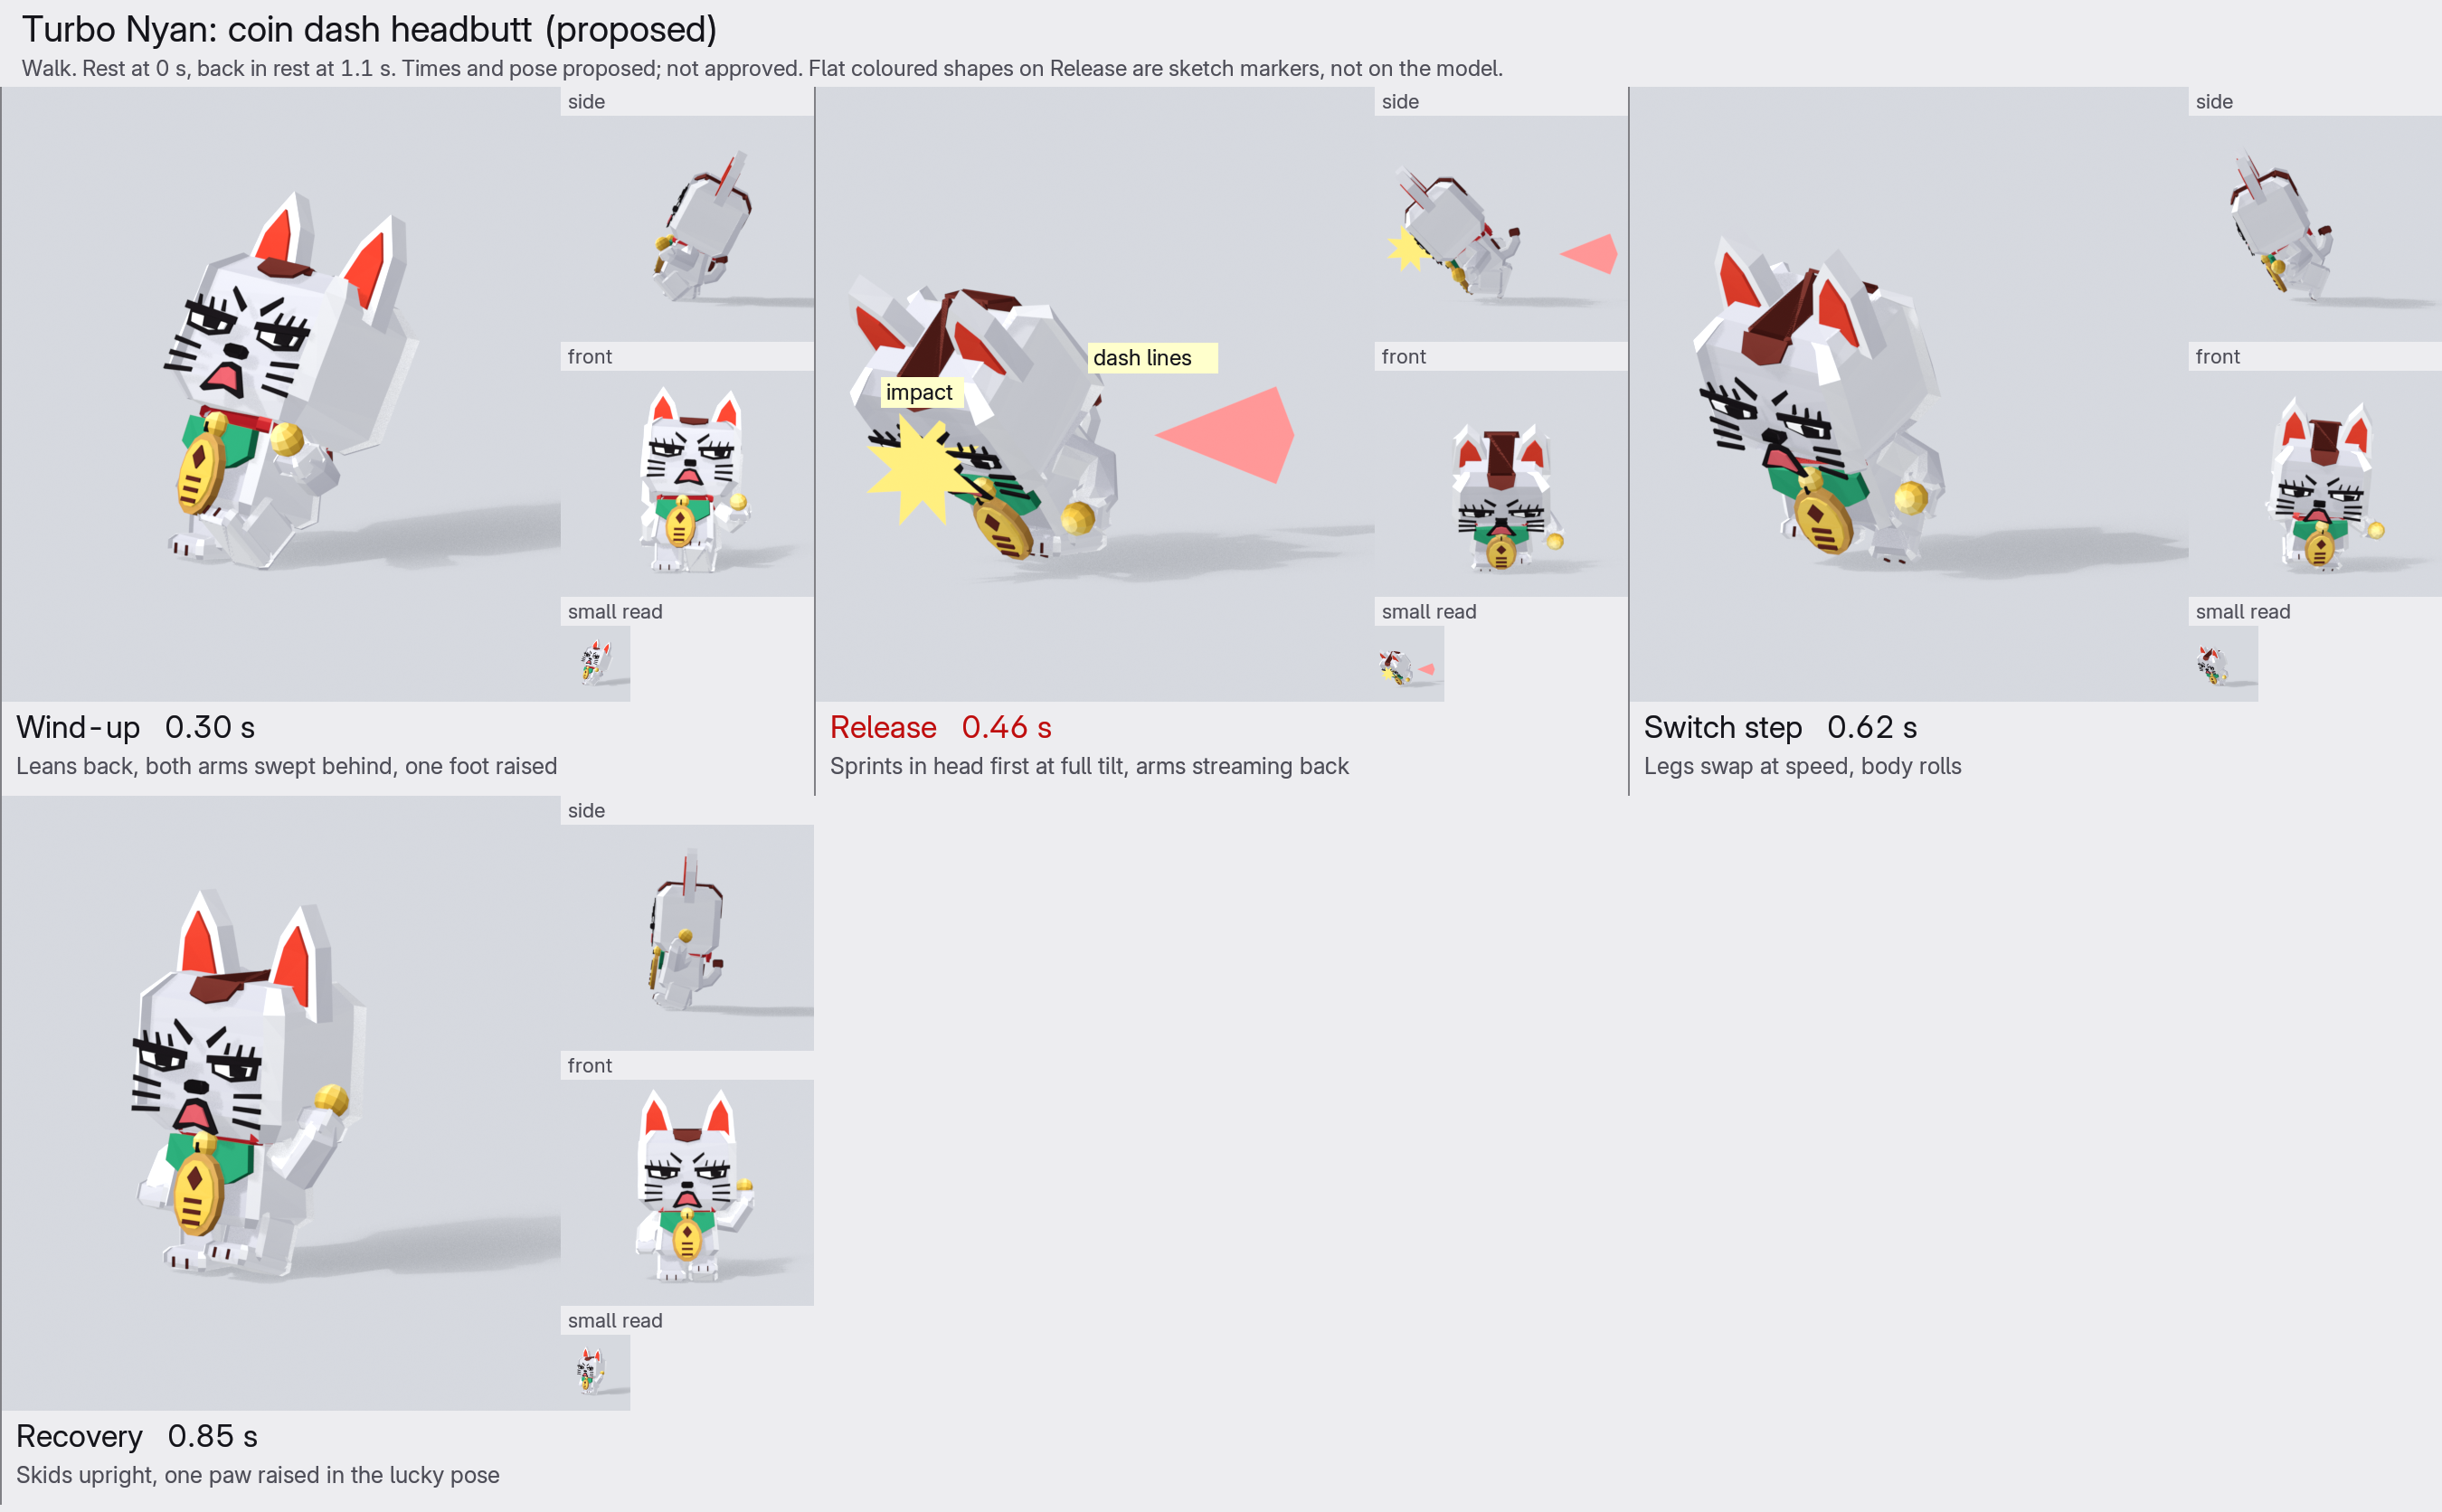 Turbo Nyan: coin dash headbutt (proposed)
Walk. Rest at 0 s, back in rest at 1.1 s. Times and pose proposed; not approved. Flat coloured shapes on Release are sketch markers, not on the model.
side
front
small read
Wind-up 0.30 s
Leans back, both arms swept behind, one foot raised
dash lines
impact
side
front
small read
Release 0.46 s
Sprints in head first at full tilt, arms streaming back
side
front
small read
Switch step 0.62 s
Legs swap at speed, body rolls
side
front
small read
Recovery 0.85 s
Skids upright, one paw raised in the lucky pose